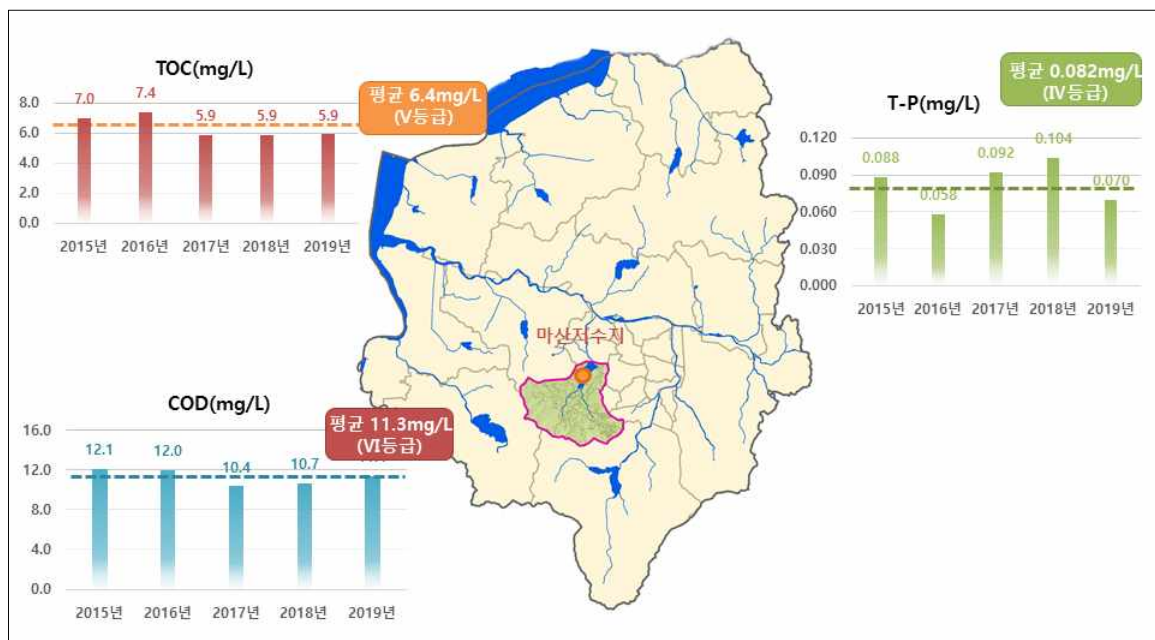 TOC(mg/L)
평균 6.4mg/L
(Ⅴ등급)
8.0
6.0
4.0
2.0
0.0
7.0
7.4
5.9
5.9
5.9
2015년
2016년
2017년
2018년
2019년
평균 0.082mg/L
(Ⅳ등급)
T-P(mg/L)
0.120
0.090
0.060
0.030
0.000
0.088
0.058
0.092
0.104
0.070
2015년
2016년
2017년
2018년
2019년
마산저수지
COD(mg/L)
평균 11.3mg/L
(Ⅵ등급)
16.0
12.0
8.0
4.0
0.0
12.1
12.0
10.4
10.7
2015년
2016년
2017년
2018년
2019년